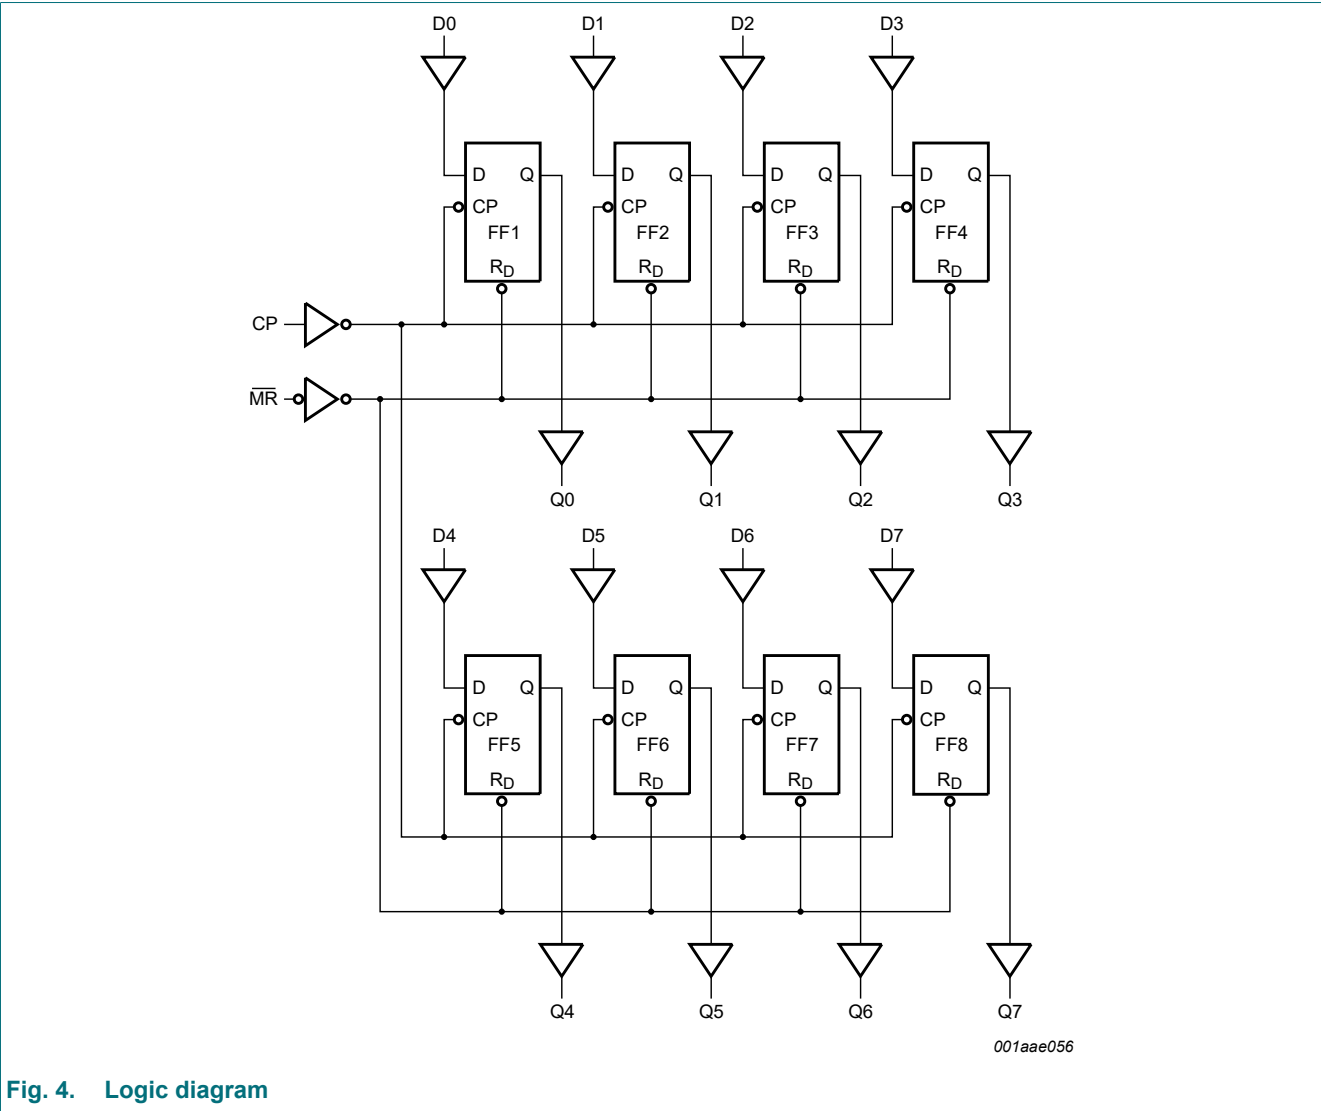 D0 D1 D2 D3
D Q D Q D Q D Q
CP CP CP CP
FF1 FF2 FF3 FF4
RD RD RD RD
CP
M̅R̅
Q0 Q1 Q2 Q3
D4 D5 D6 D7
D Q D Q D Q D Q
CP CP CP CP
FF5 FF6 FF7 FF8
RD RD RD RD
Q4 Q5 Q6 Q7
001aae056
Fig. 4. Logic diagram